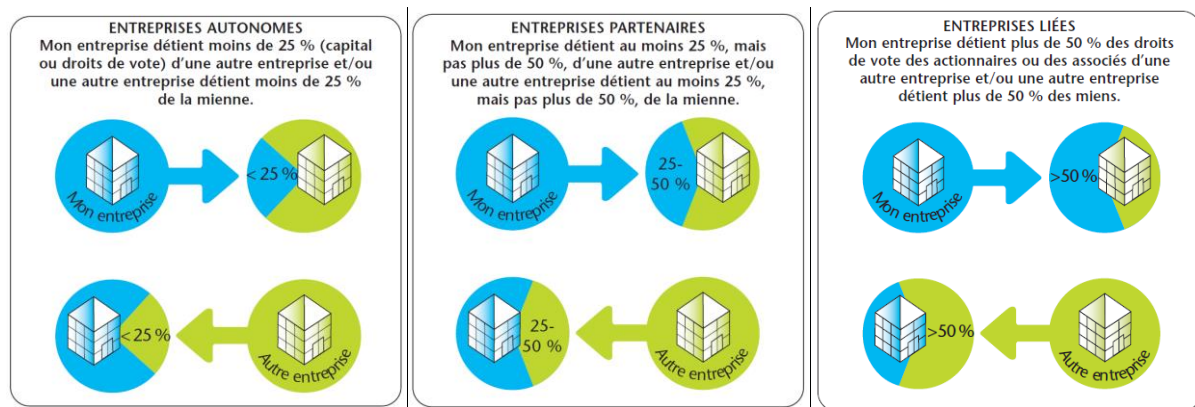 ENTREPRISES AUTONOMES
Mon entreprise détient moins de 25 % (capital
ou droits de vote) d'une autre entreprise et/ou
une autre entreprise détient moins de 25 %
de la mienne.
< 25 %
Mon entreprise
< 25 %
Autre entreprise
ENTREPRISES PARTENAIRES
Mon entreprise détient au moins 25 %, mais
pas plus de 50 %, d'une autre entreprise et/ou
une autre entreprise détient au moins 25 %,
mais pas plus de 50 %, de la mienne.
25-
50 %
Mon entreprise
25-
50 %
Autre entreprise
ENTREPRISES LIÉES
Mon entreprise détient plus de 50 % des droits
de vote des actionnaires ou des associés d'une
autre entreprise et/ou une autre entreprise
détient plus de 50 % des miens.
>50 %
Mon entreprise
>50 %
Autre entreprise